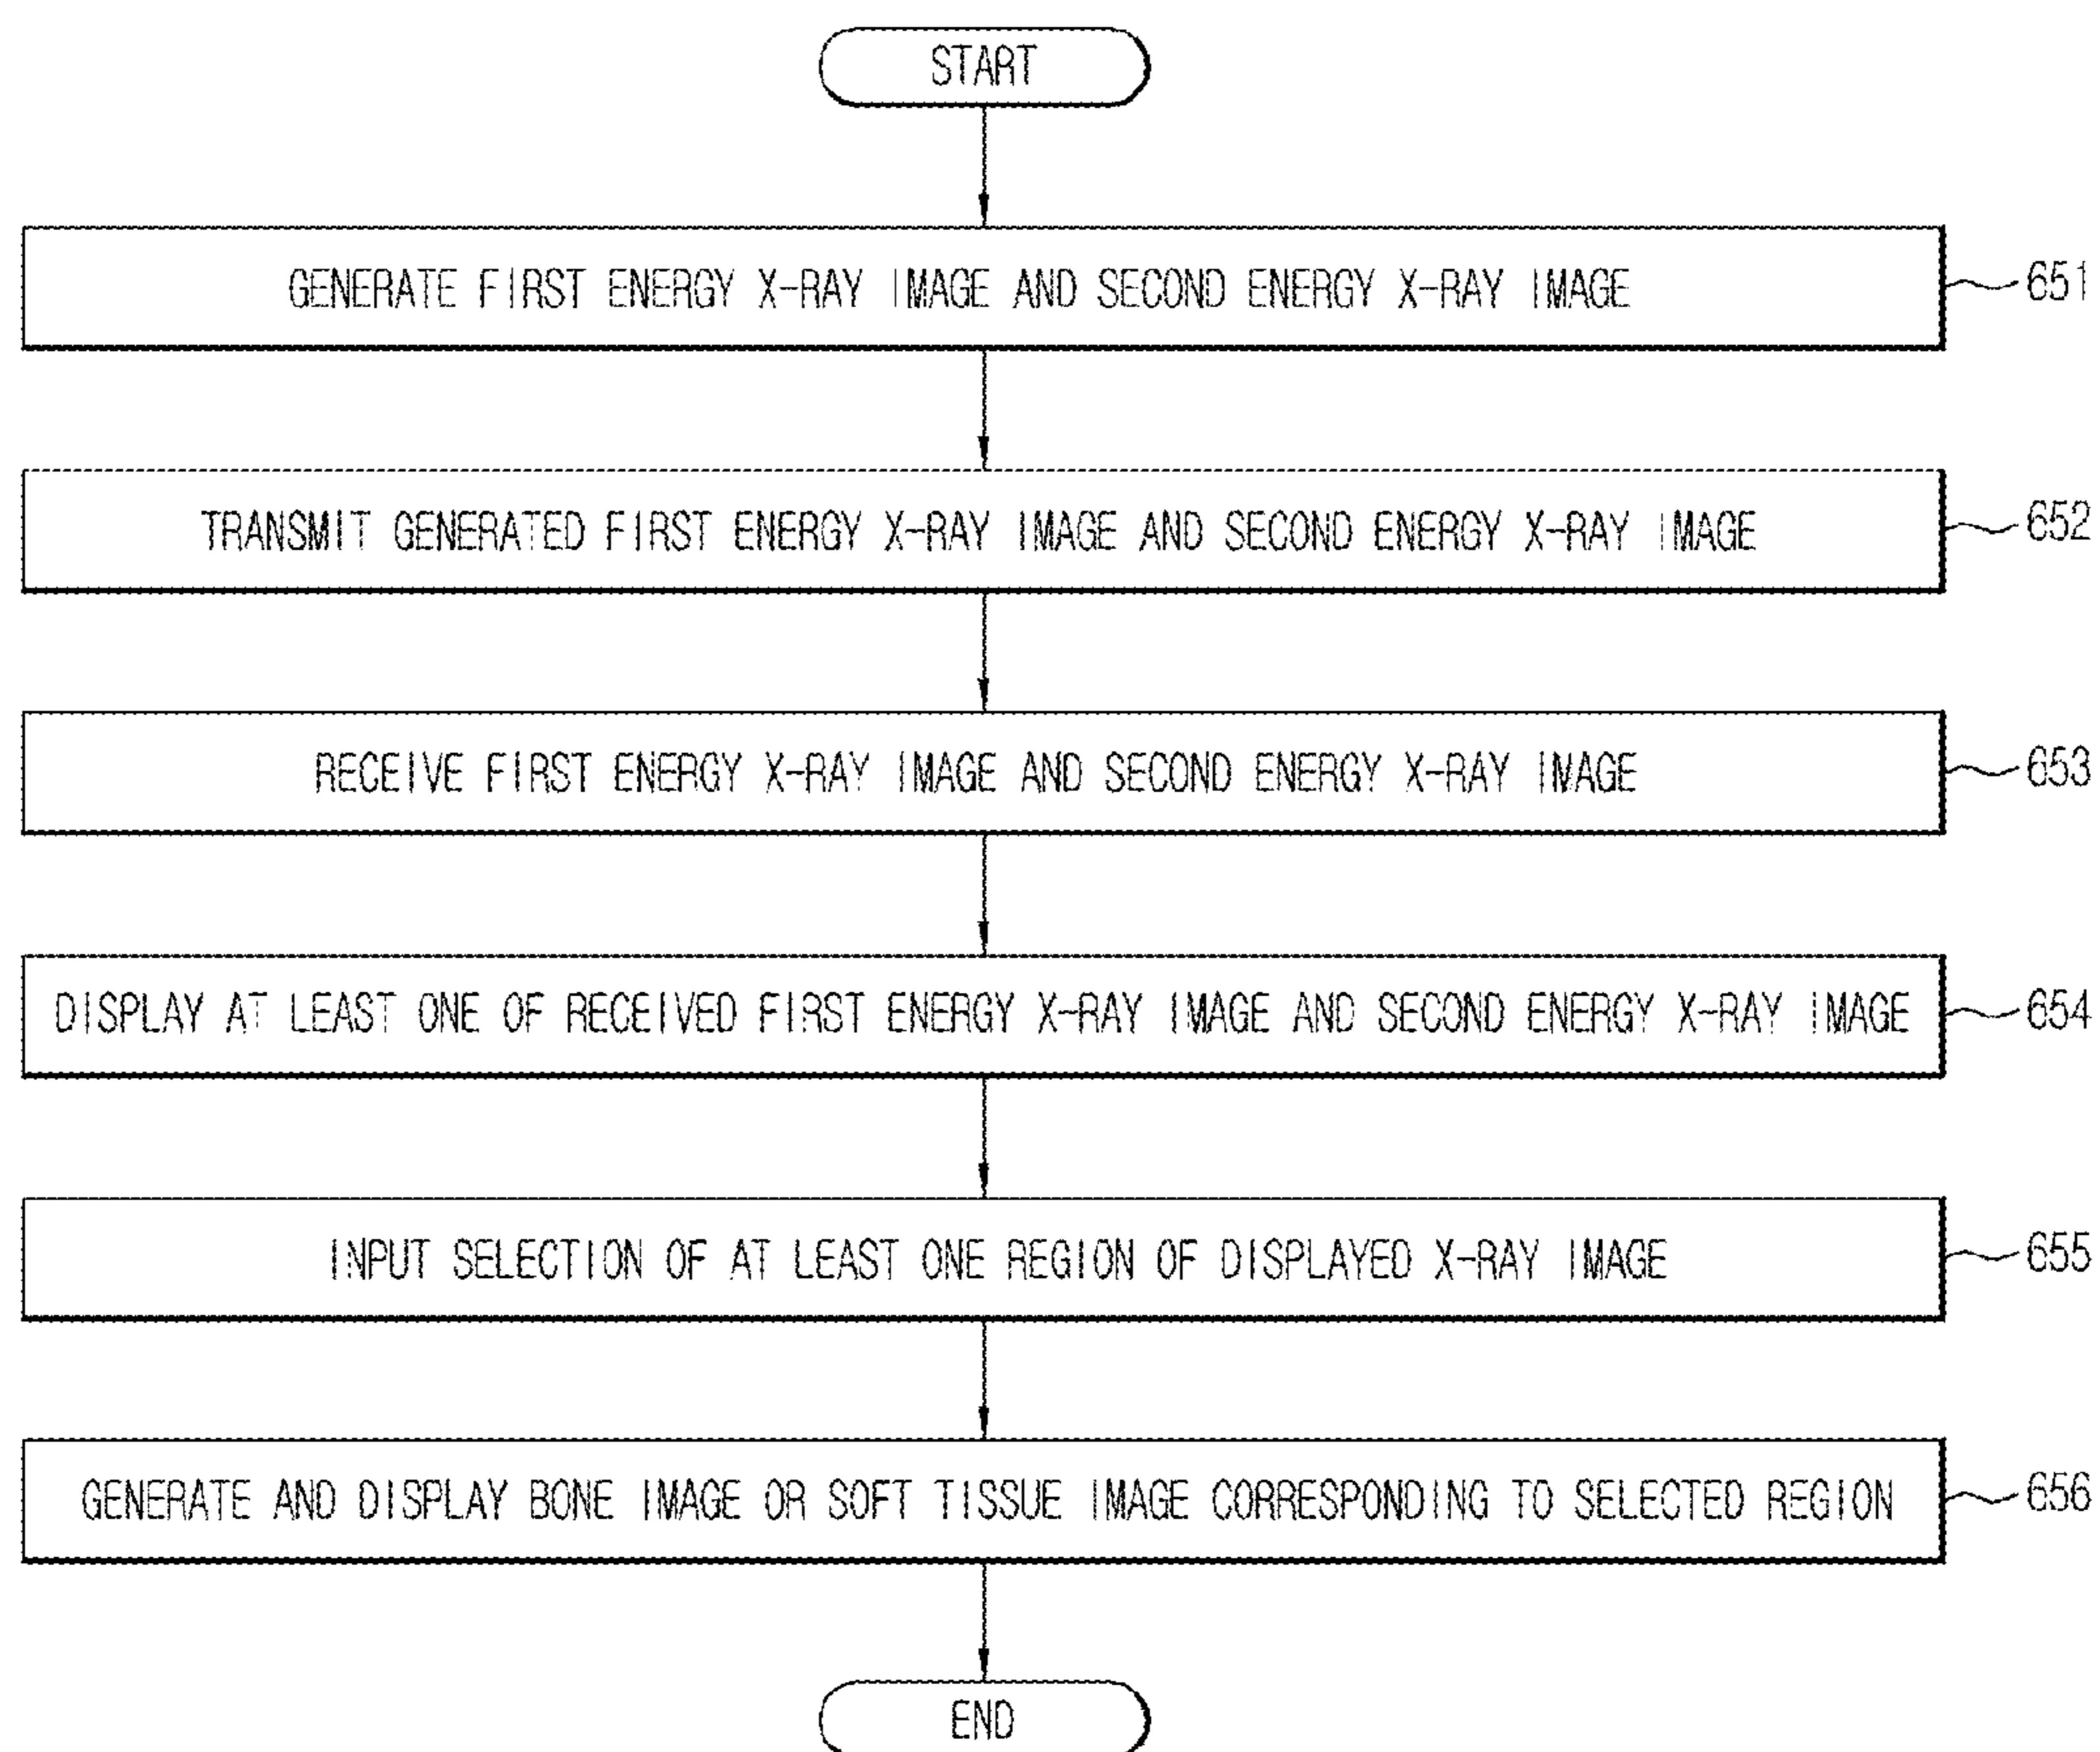 START
GENERATE FIRST ENERGY X-RAY IMAGE AND SECOND ENERGY X-RAY IMAGE
651
TRANSMIT GENERATED FIRST ENERGY X-RAY IMAGE AND SECOND ENERGY X-RAY IMAGE
652
RECEIVE FIRST ENERGY X-RAY IMAGE AND SECOND ENERGY X-RAY IMAGE
653
DISPLAY AT LEAST ONE OF RECEIVED FIRST ENERGY X-RAY IMAGE AND SECOND ENERGY X-RAY IMAGE
654
INPUT SELECTION OF AT LEAST ONE REGION OF DISPLAYED X-RAY IMAGE
655
GENERATE AND DISPLAY BONE IMAGE OR SOFT TISSUE IMAGE CORRESPONDING TO SELECTED REGION
656
END